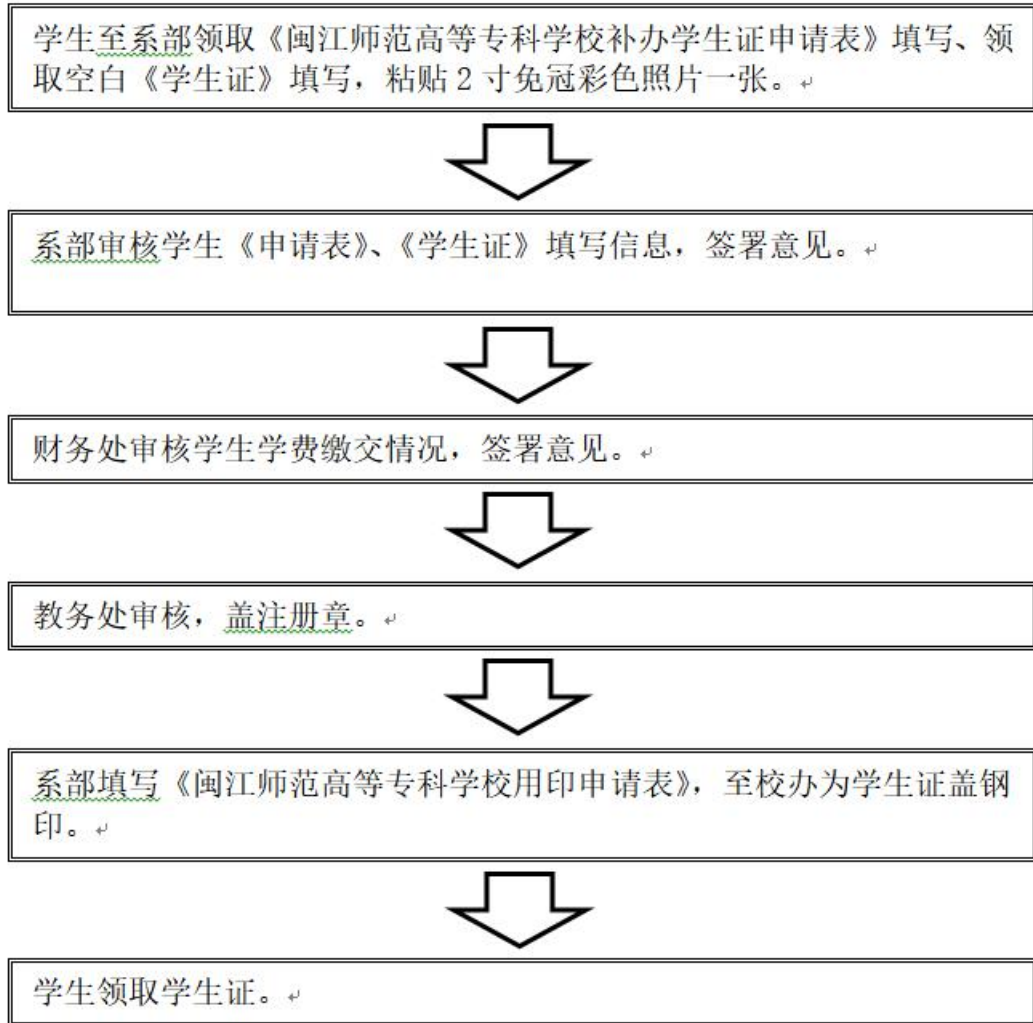 学生至系部领取《闽江师范高等专科学校补办学生证申请表》填写、领
取空白《学生证》填写，粘贴2寸免冠彩色照片一张。
系部审核学生《申请表》、《学生证》填写信息，签署意见。
财务处审核学生学费缴交情况，签署意见。
教务处审核，盖注册章。
系部填写《闽江师范高等专科学校用印申请表》，至校办为学生证盖钢
印。
学生领取学生证。